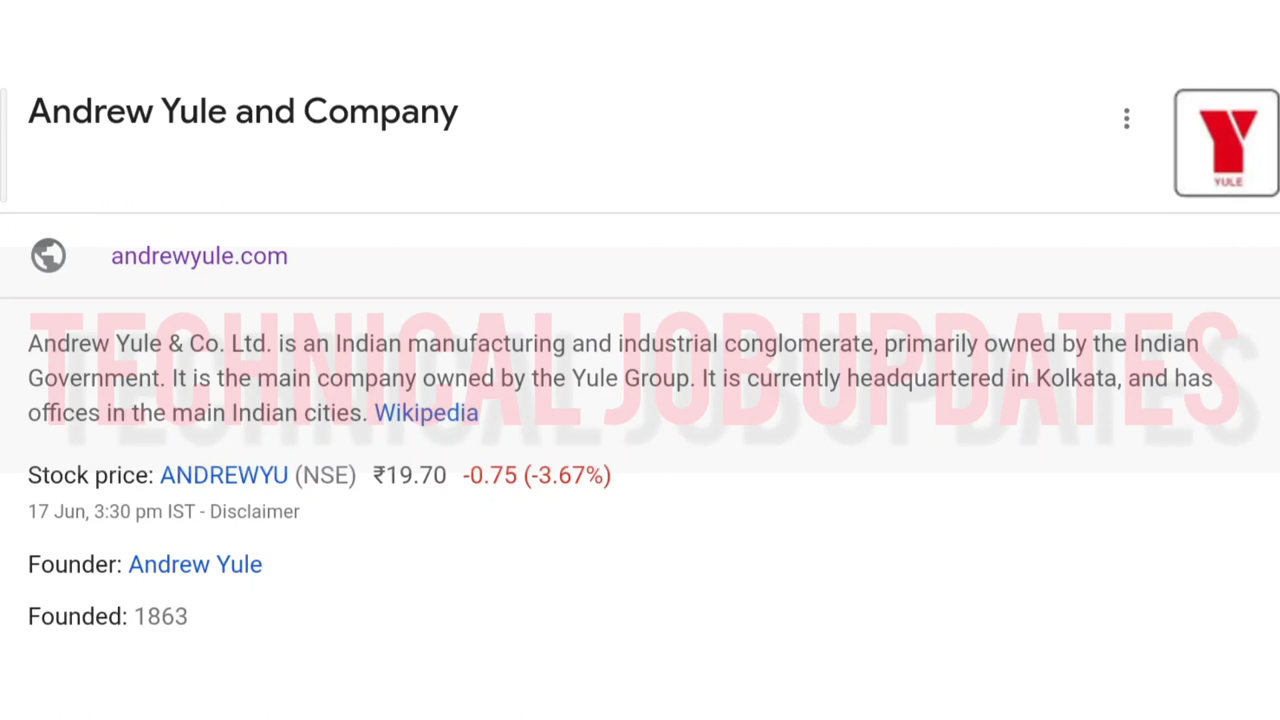 Andrew Yule and Company
YULE
andrewyule.com
TECHNICAL JOB UPDATES
Andrew Yule & Co. Ltd. is an Indian manufacturing and industrial conglomerate, primarily owned by the Indian
Government. It is the main company owned by the Yule Group. It is currently headquartered in Kolkata, and has
offices in the main Indian cities. Wikipedia
Stock price: ANDREWYU (NSE) ₹19.70 -0.75 (-3.67%)
17 Jun, 3:30 pm IST - Disclaimer
Founder: Andrew Yule
Founded: 1863